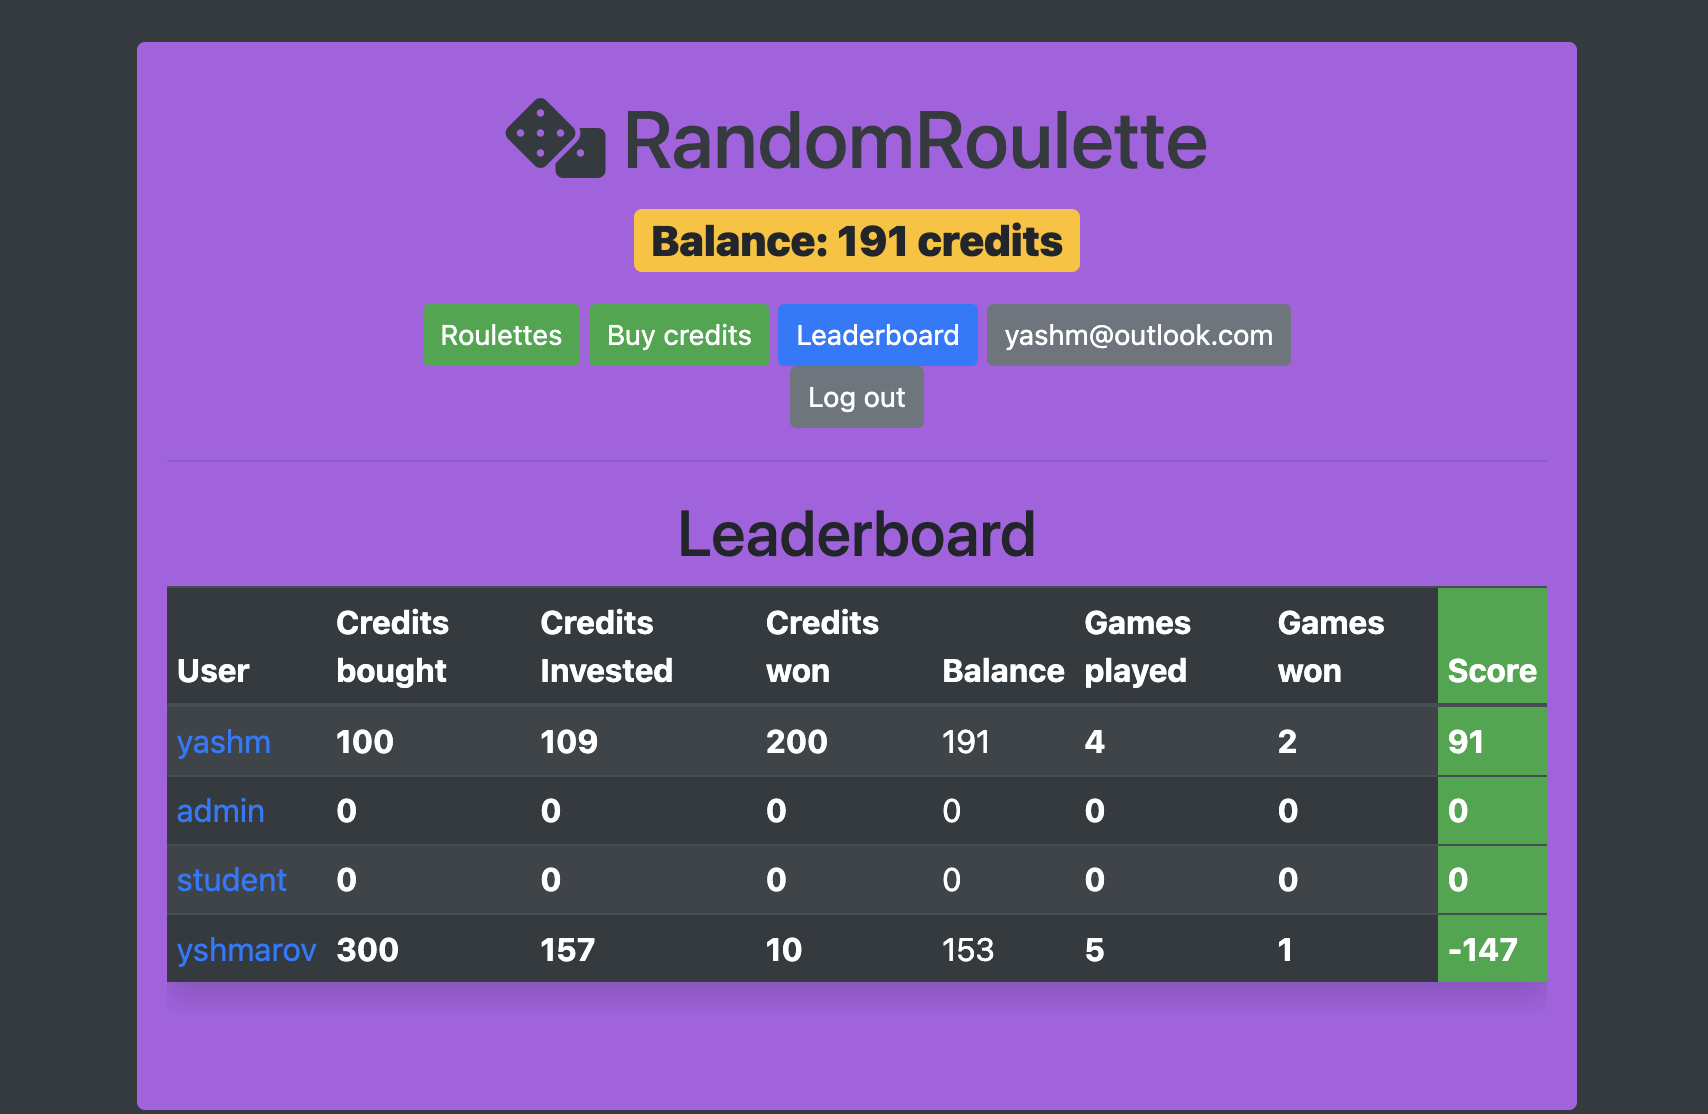 RandomRoulette
Balance: 191 credits
Roulettes Buy credits Leaderboard yashm@outlook.com
Log out
Leaderboard
User Credits bought Credits Invested Credits won Balance Games played Games won Score
yashm 100 109 200 191 4 2 91
admin 0 0 0 0 0 0 0
student 0 0 0 0 0 0 0
yshmarov 300 157 10 153 5 1 -147